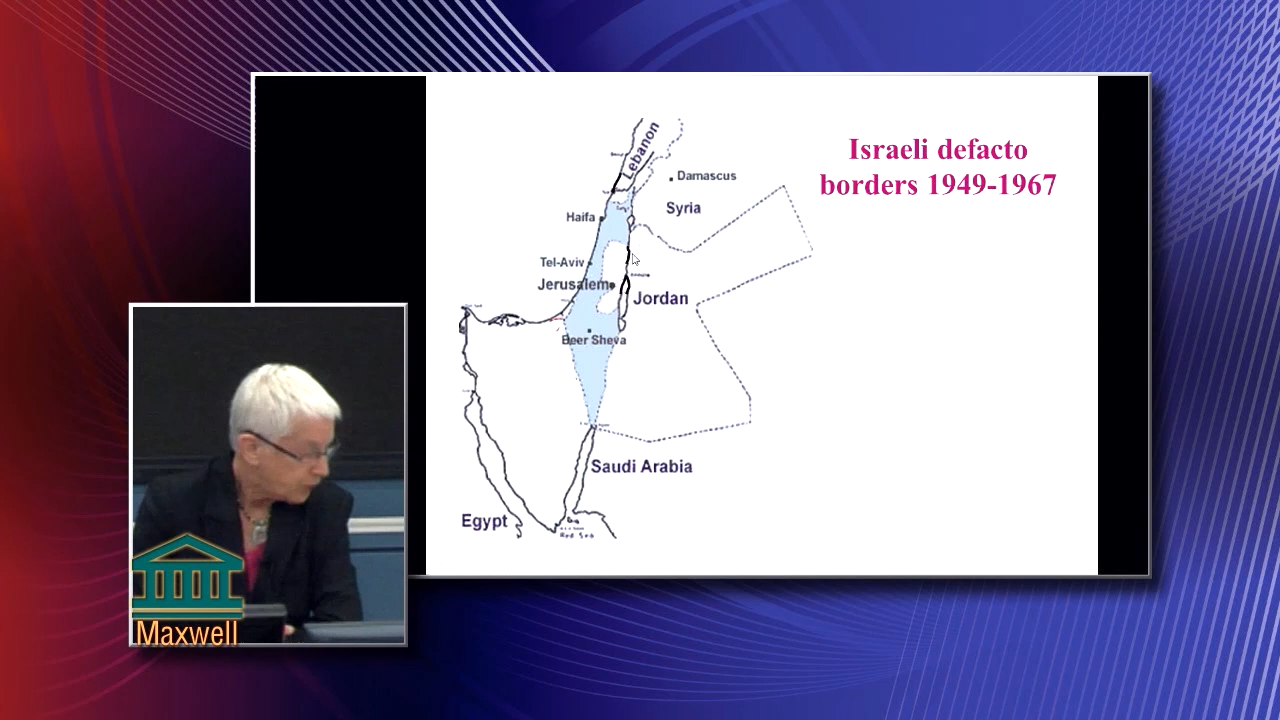 Israeli defacto
borders 1949-1967
Lebanon
Damascus
Syria
Haifa
Tel-Aviv
Jerusalem
Jordan
Beer Sheva
Saudi Arabia
Egypt
Red Sea
Maxwell